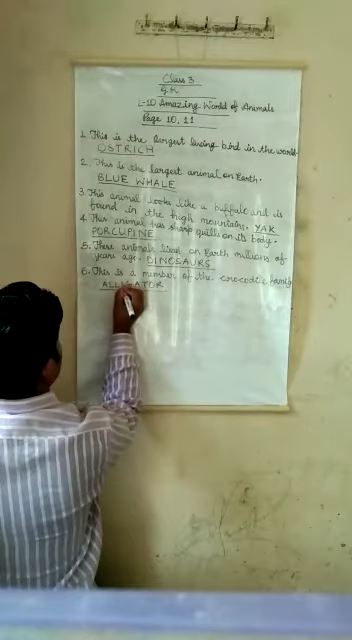 Class 3
G.K
L-10 Amazing World of Animals
Page 10, 11
1. This is the largest living bird in the world.
OSTRICH
2. This is the largest animal on Earth.
BLUE WHALE
3. This animal looks like a buffalo and is
found in the high mountains. YAK
4. This animal has sharp quills on its body.
PORCUPINE
5. These animals lived on Earth millions of
years ago. DINOSAURS
6. This is a member of the crocodile family
ALLIGATOR